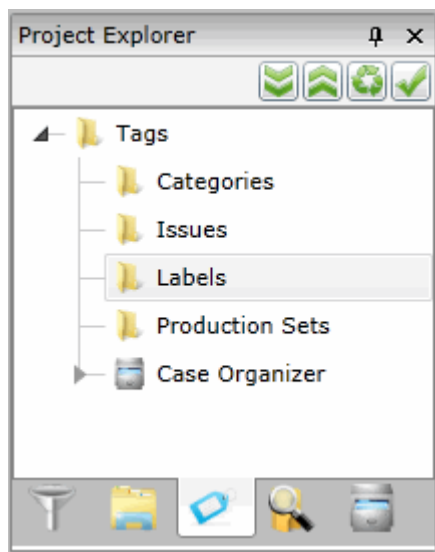 Project Explorer
Tags
Categories
Issues
Labels
Production Sets
Case Organizer